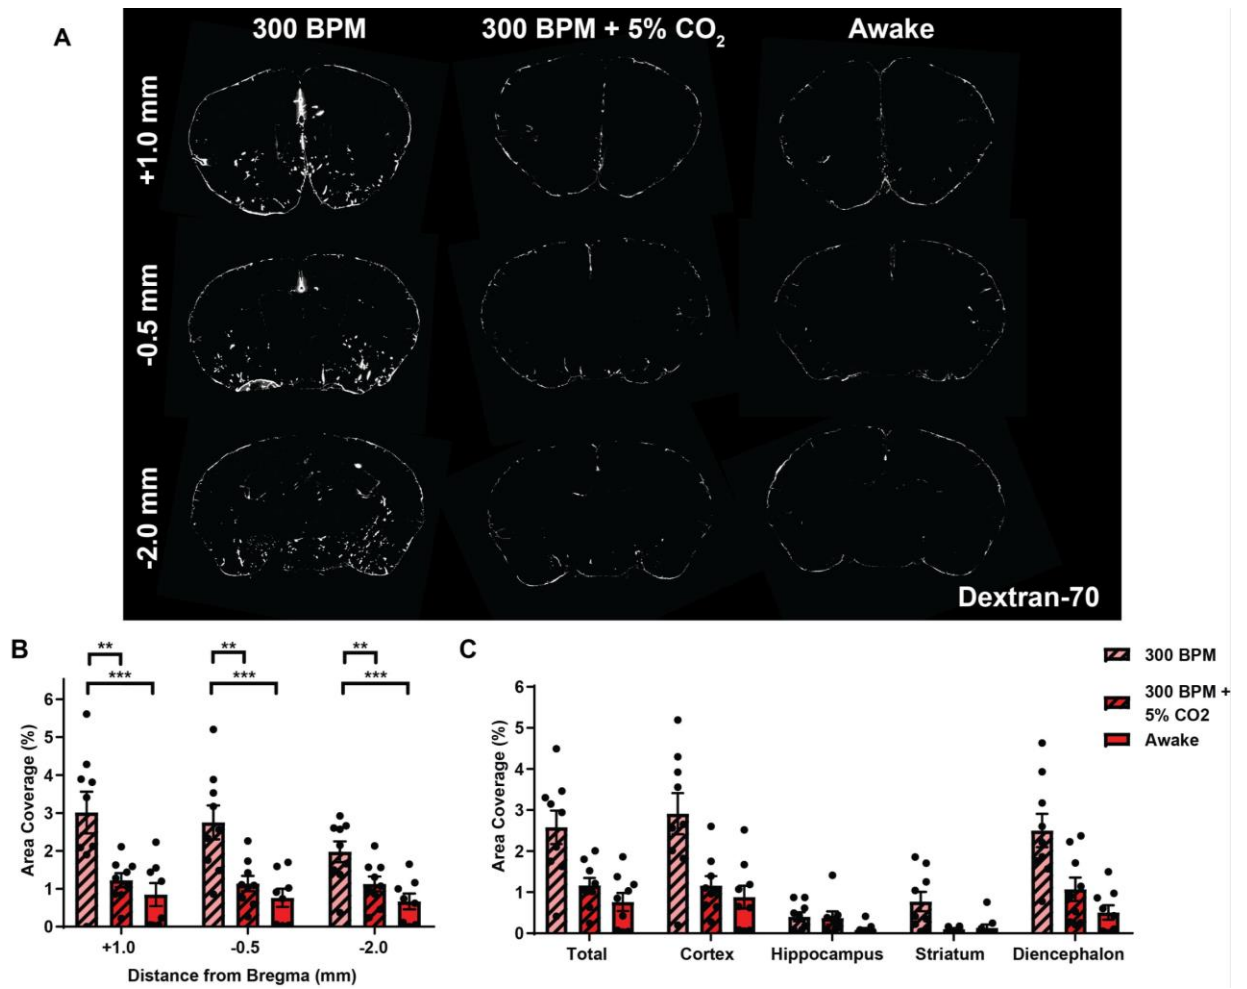 A
300 BPM
300 BPM + 5% CO2
Awake
+1.0 mm
-0.5 mm
-2.0 mm
Dextran-70
B
**
***
**
***
**
***
Area Coverage (%)
6
5
4
3
2
1
0
+1.0
-0.5
-2.0
Distance from Bregma (mm)
C
Area Coverage (%)
6
5
4
3
2
1
0
Total
Cortex
Hippocampus
Striatum
Diencephalon
300 BPM
300 BPM +
5% CO2
Awake